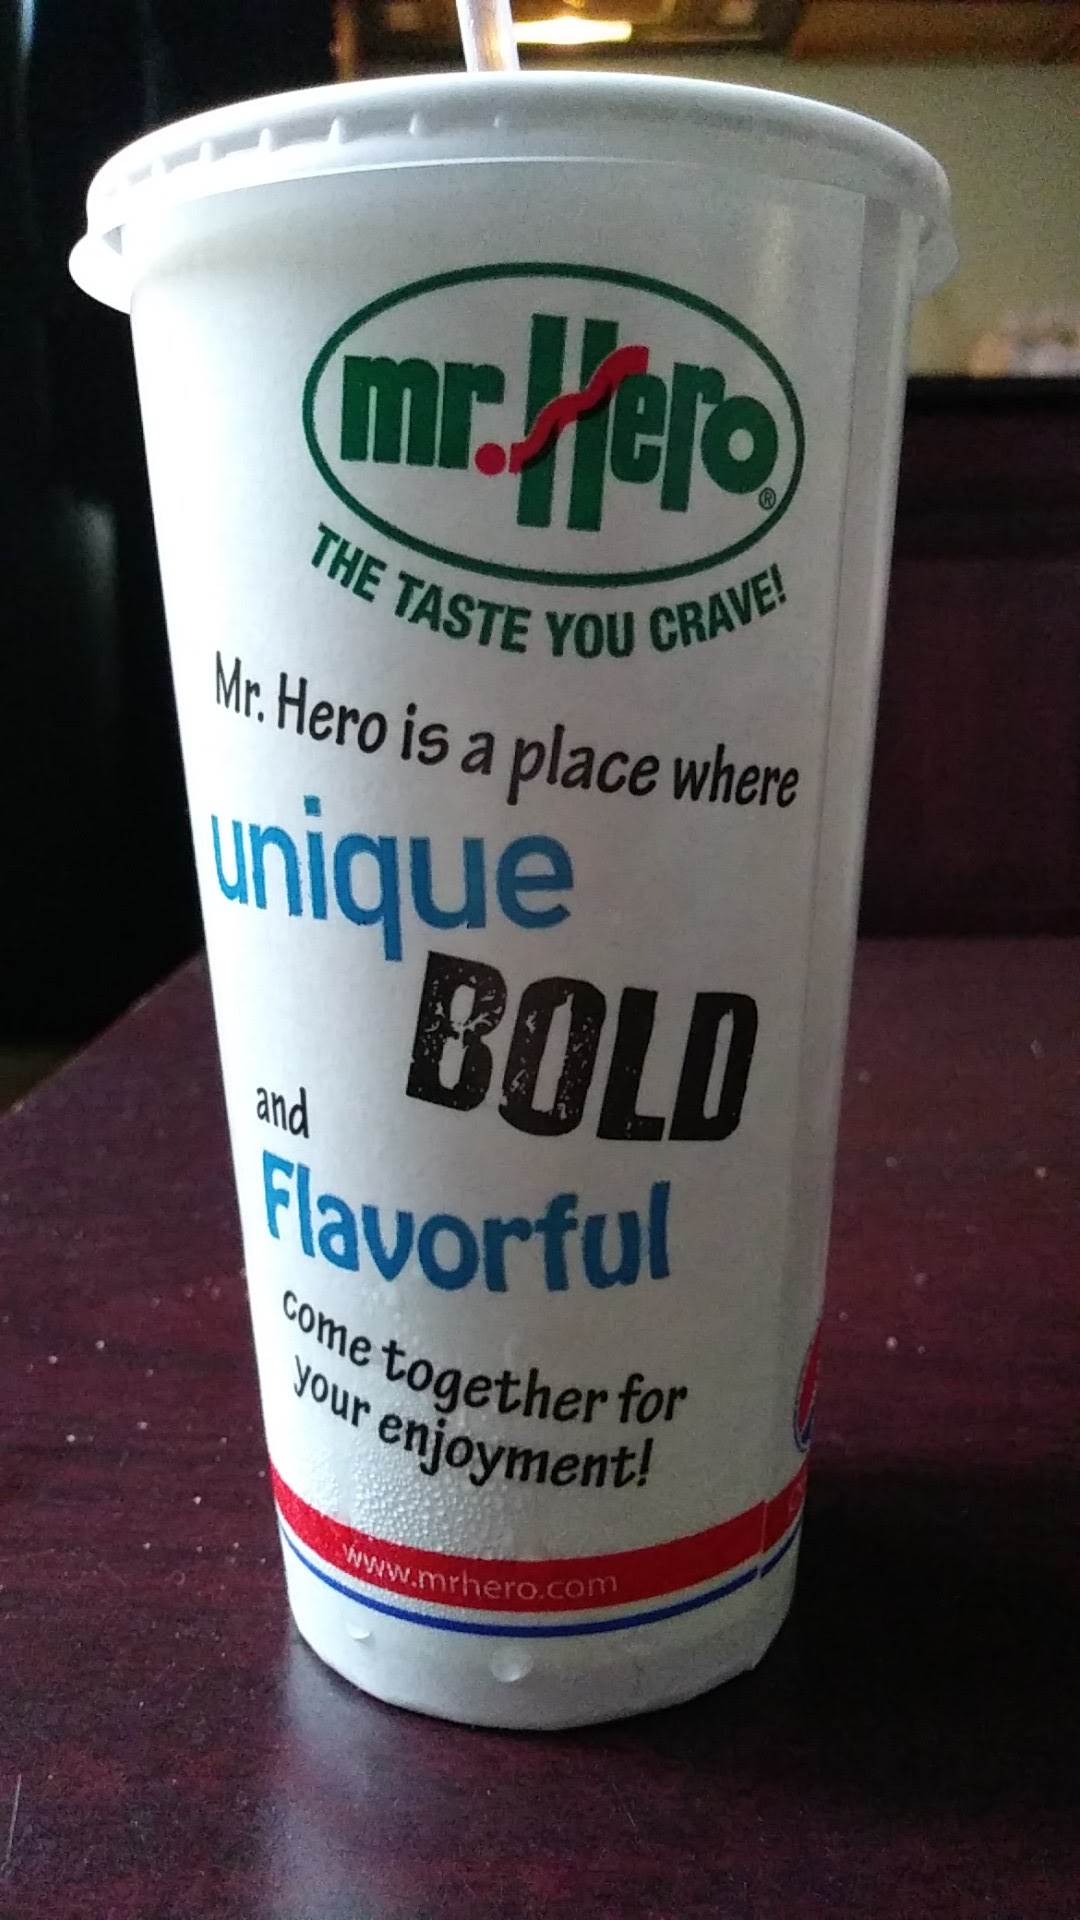 mr. Hero®
THE TASTE YOU CRAVE!
Mr. Hero is a place where
unique
BOLD
and
Flavorful
come together for
your enjoyment!
www.mrhero.com